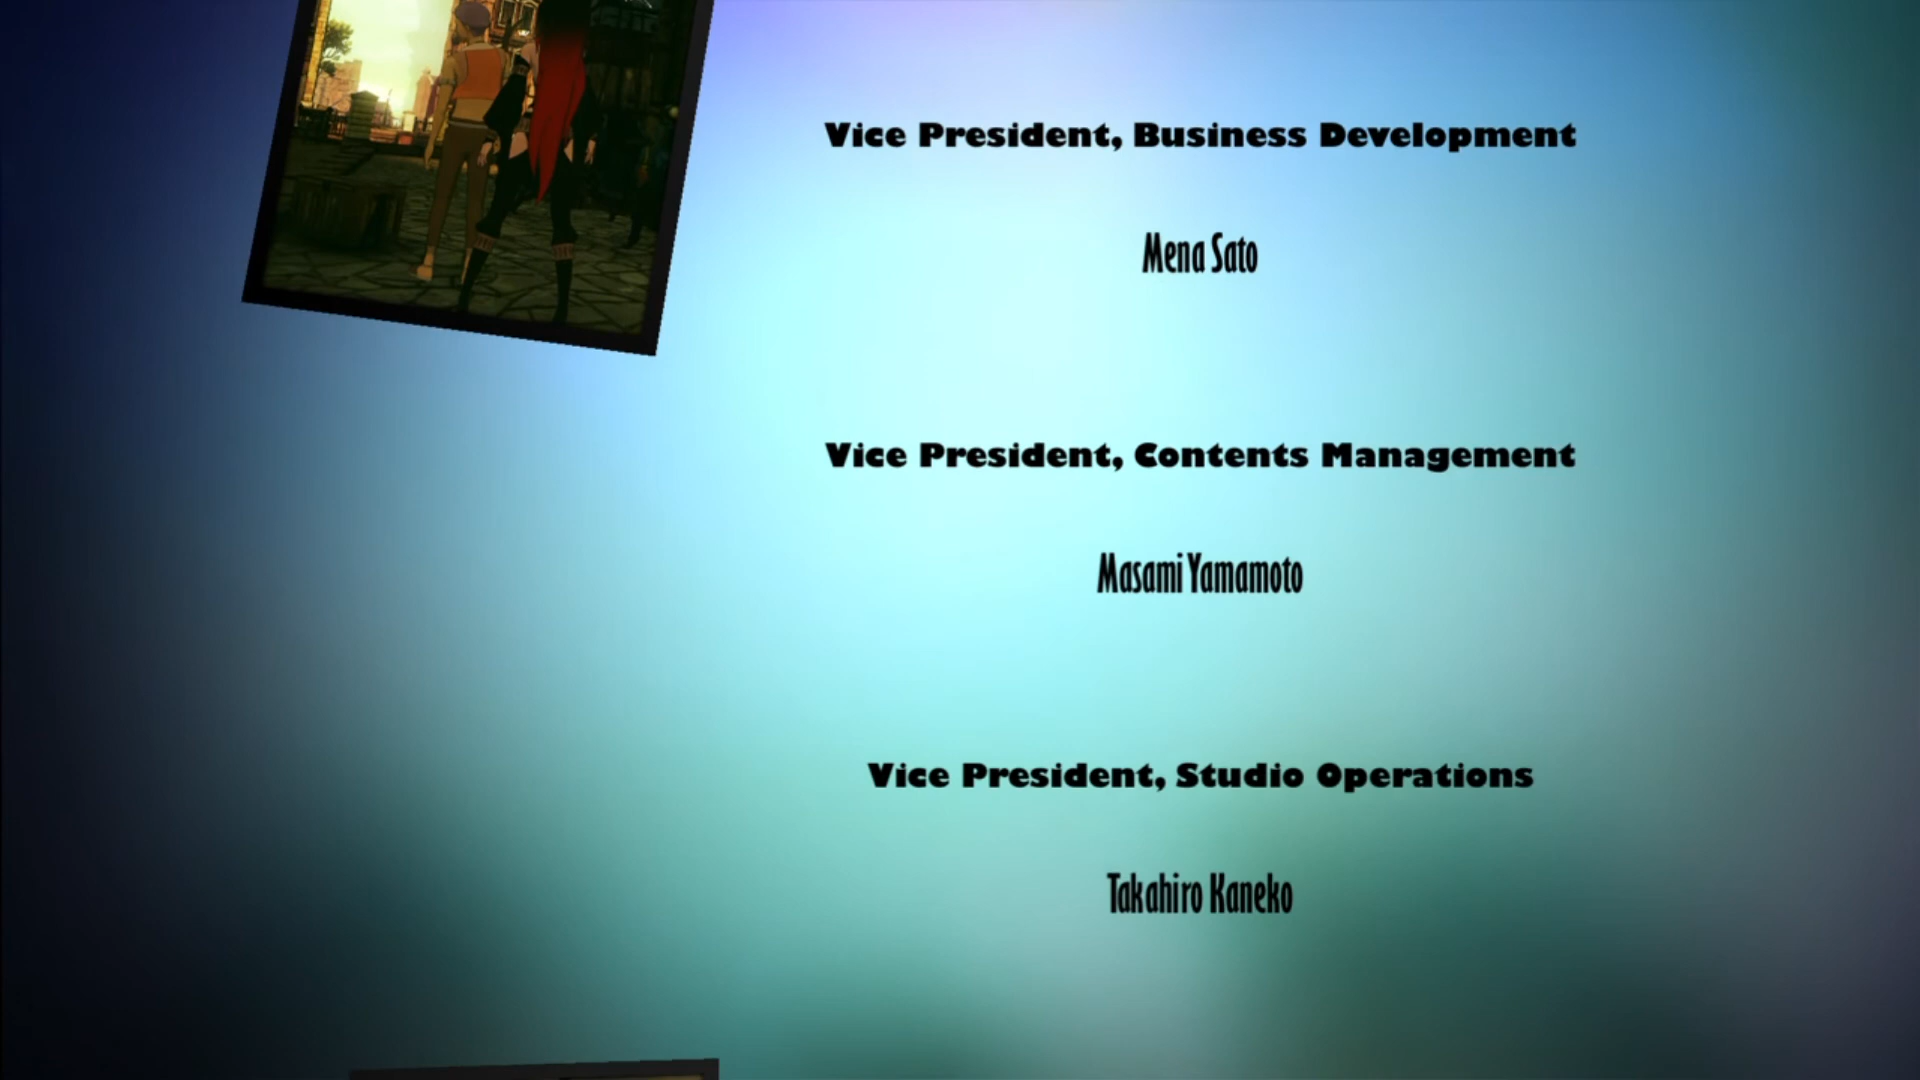 Vice President, Business Development
Mena Sato
Vice President, Contents Management
Masami Yamamoto
Vice President, Studio Operations
Takahiro Kaneko